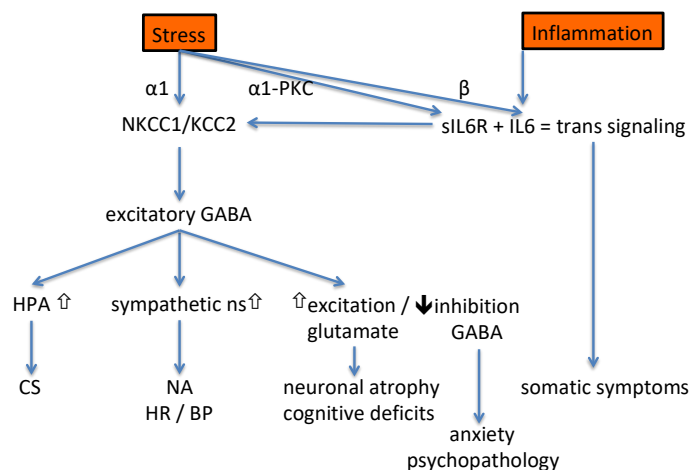 Stress
Inflammation
α1
α1-PKC
β
NKCC1/KCC2
sIL6R + IL6 = trans signaling
excitatory GABA
HPA ⇧
sympathetic ns⇧
⇧excitation / 🡇inhibition
glutamate
GABA
CS
NA
HR / BP
neuronal atrophy
cognitive deficits
somatic symptoms
anxiety
psychopathology